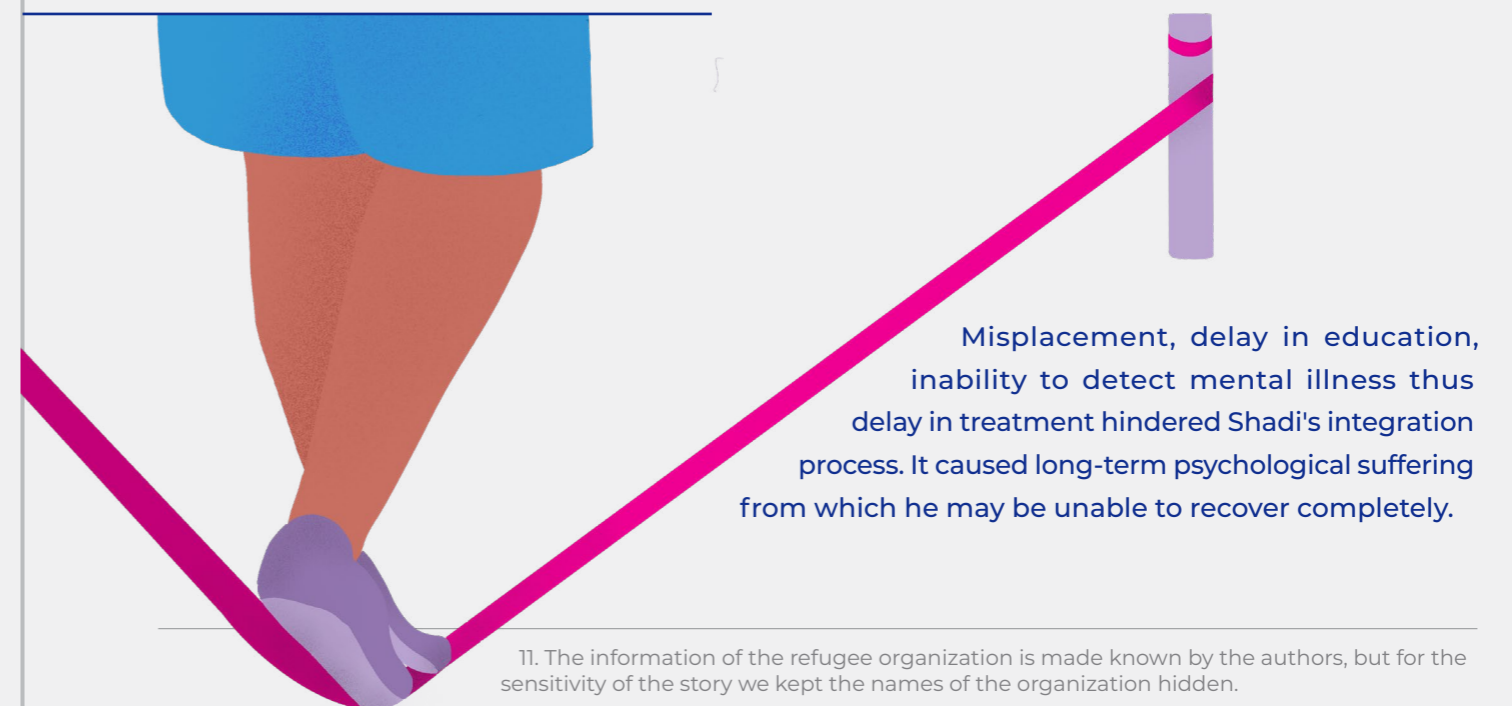 Misplacement, delay in education,
inability to detect mental illness thus
delay in treatment hindered Shadi's integration
process. It caused long-term psychological suffering
from which he may be unable to recover completely.
11. The information of the refugee organization is made known by the authors, but for the
sensitivity of the story we kept the names of the organization hidden.